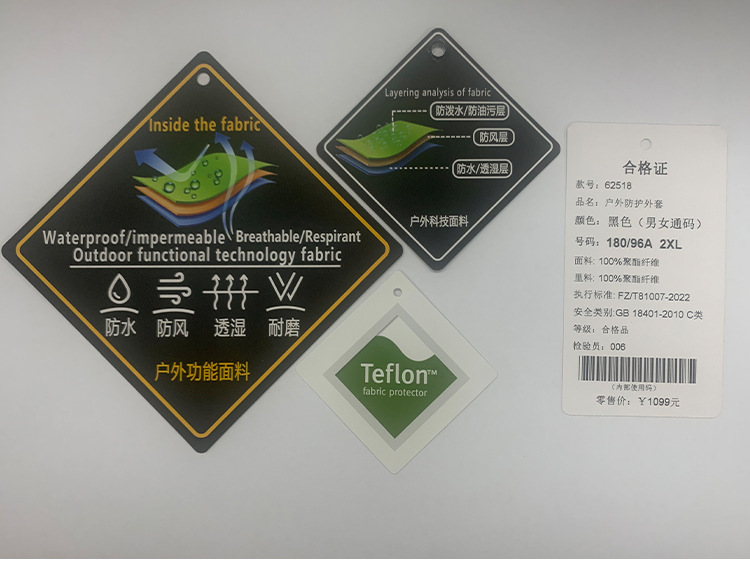 Inside the fabric
Waterproof/impermeable Breathable/Respirant
Outdoor functional technology fabric
防水 防风 透湿 耐磨
户外功能面料
Layering analysis of fabric
防泼水/防油污层
防风层
防水/透湿层
户外科技面料
Teflon™
fabric protector
合格证
款号：62518
品名：户外防护外套
颜色：黑色（男女通码）
号码：180/96A 2XL
面料: 100%聚酯纤维
里料: 100%聚酯纤维
执行标准: FZ/T81007-2022
安全类别:GB 18401-2010 C类
等级：合格品
检验员：006
（内部使用码）
零售价：￥1099元